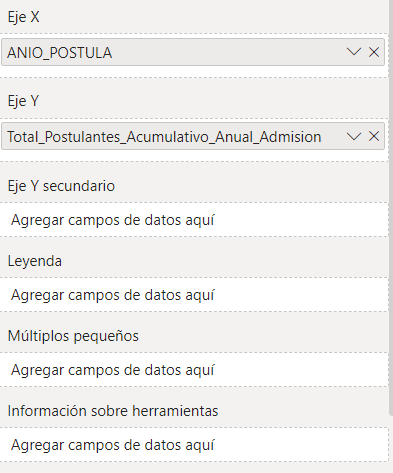 Eje X
ANIO_POSTULA
Eje Y
Total_Postulantes_Acumulativo_Anual_Admision
Eje Y secundario
Agregar campos de datos aquí
Leyenda
Agregar campos de datos aquí
Múltiplos pequeños
Agregar campos de datos aquí
Información sobre herramientas
Agregar campos de datos aquí